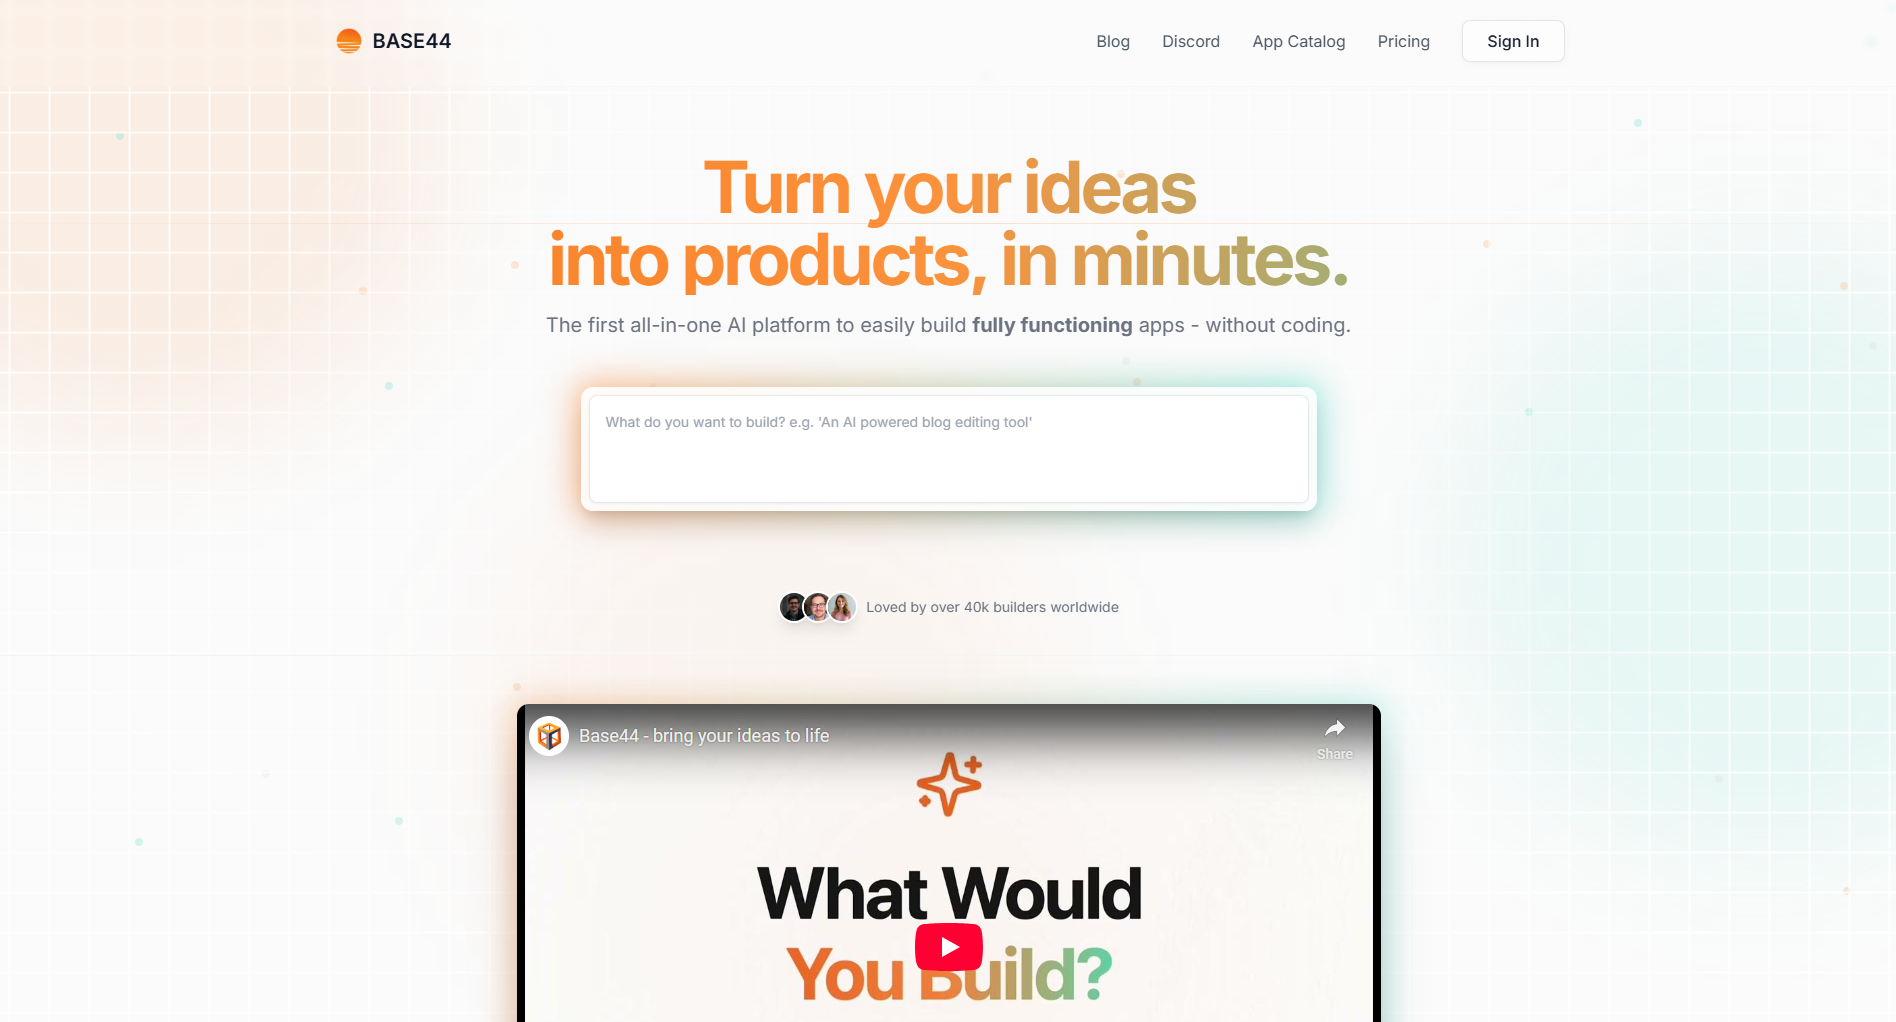 BASE44
Blog
Discord
App Catalog
Pricing
Sign In
Turn your ideas
into products, in minutes.
The first all-in-one AI platform to easily build fully functioning apps - without coding.
What do you want to build? e.g. 'An AI powered blog editing tool'
Loved by over 40k builders worldwide
Base44 - bring your ideas to life
Share
What Would
You Build?